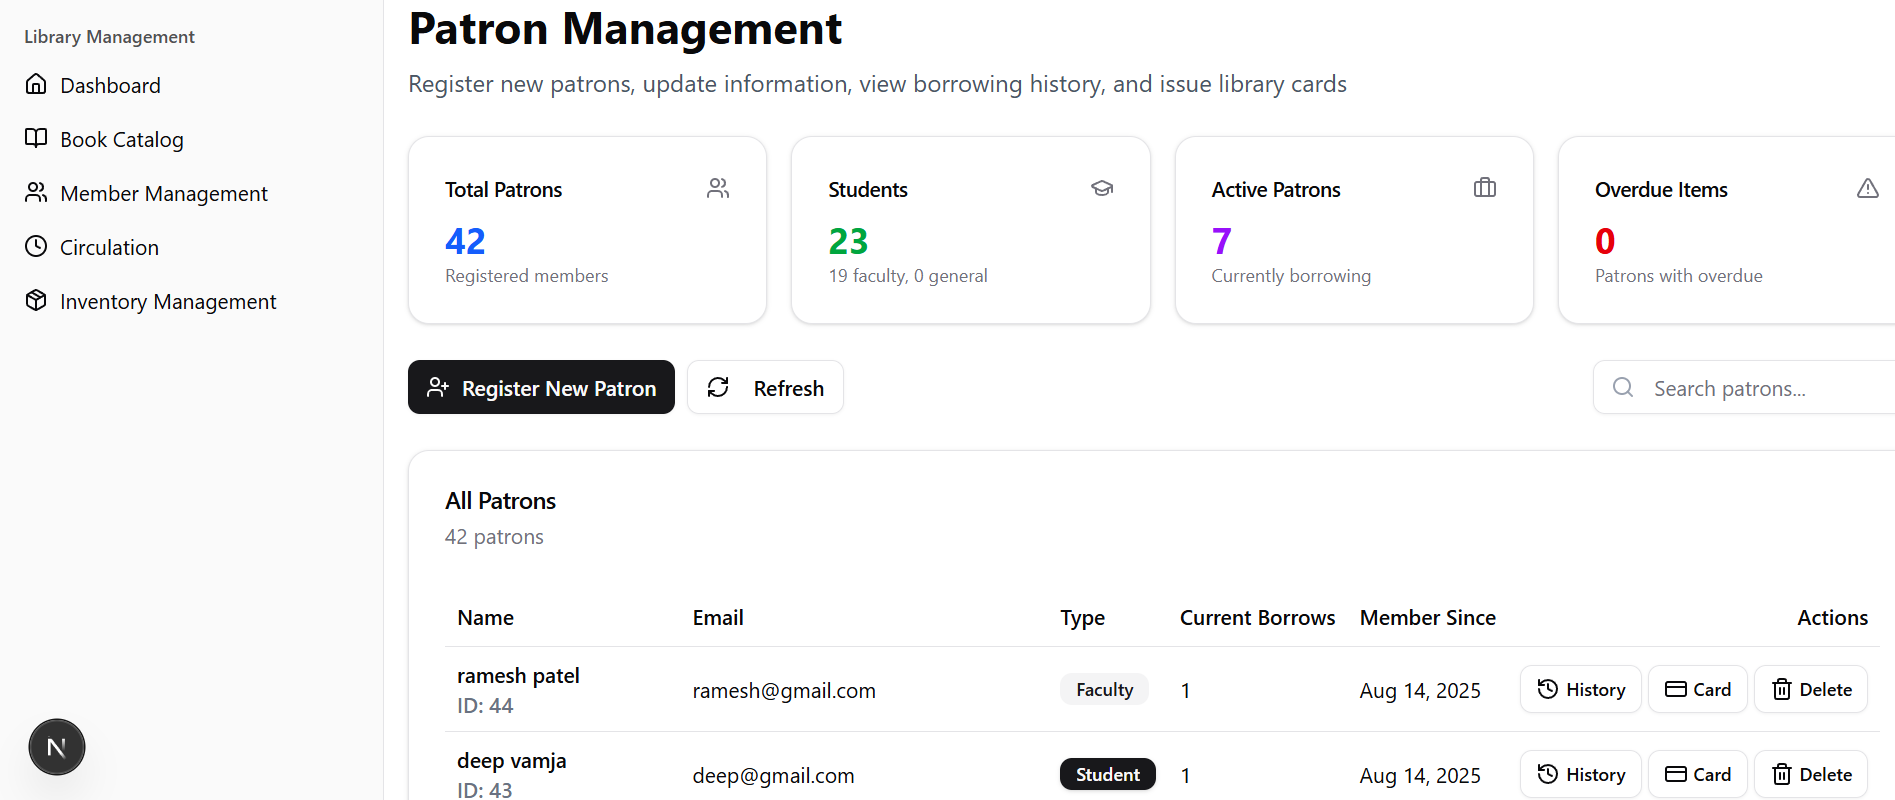 Library Management
Dashboard
Book Catalog
Member Management
Circulation
Inventory Management
N
Patron Management
Register new patrons, update information, view borrowing history, and issue library cards
Total Patrons
42
Registered members
Students
23
19 faculty, 0 general
Active Patrons
7
Currently borrowing
Overdue Items
0
Patrons with overdue
Register New Patron
Refresh
Search patrons...
All Patrons
42 patrons
Name Email Type Current Borrows Member Since Actions
ramesh patel
ID: 44
ramesh@gmail.com Faculty 1 Aug 14, 2025 History Card Delete
deep vamja
ID: 43
deep@gmail.com Student 1 Aug 14, 2025 History Card Delete